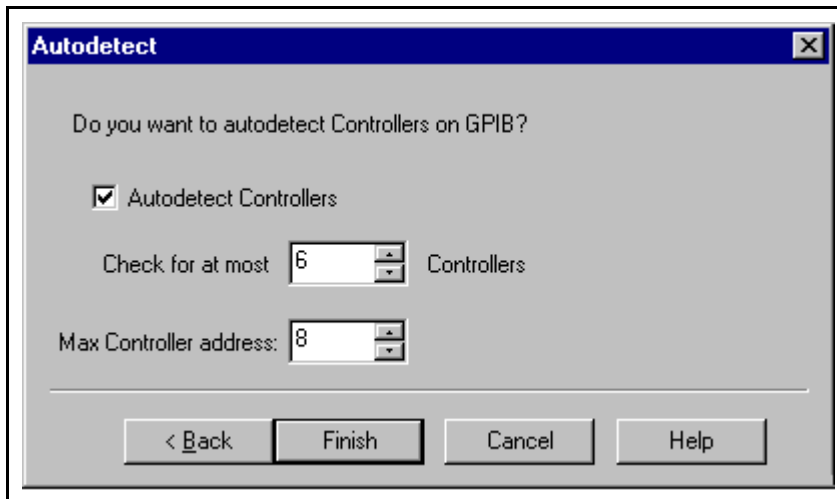 Autodetect
Do you want to autodetect Controllers on GPIB?
Autodetect Controllers
Check for at most 6 Controllers
Max Controller address: 8
< Back Finish Cancel Help